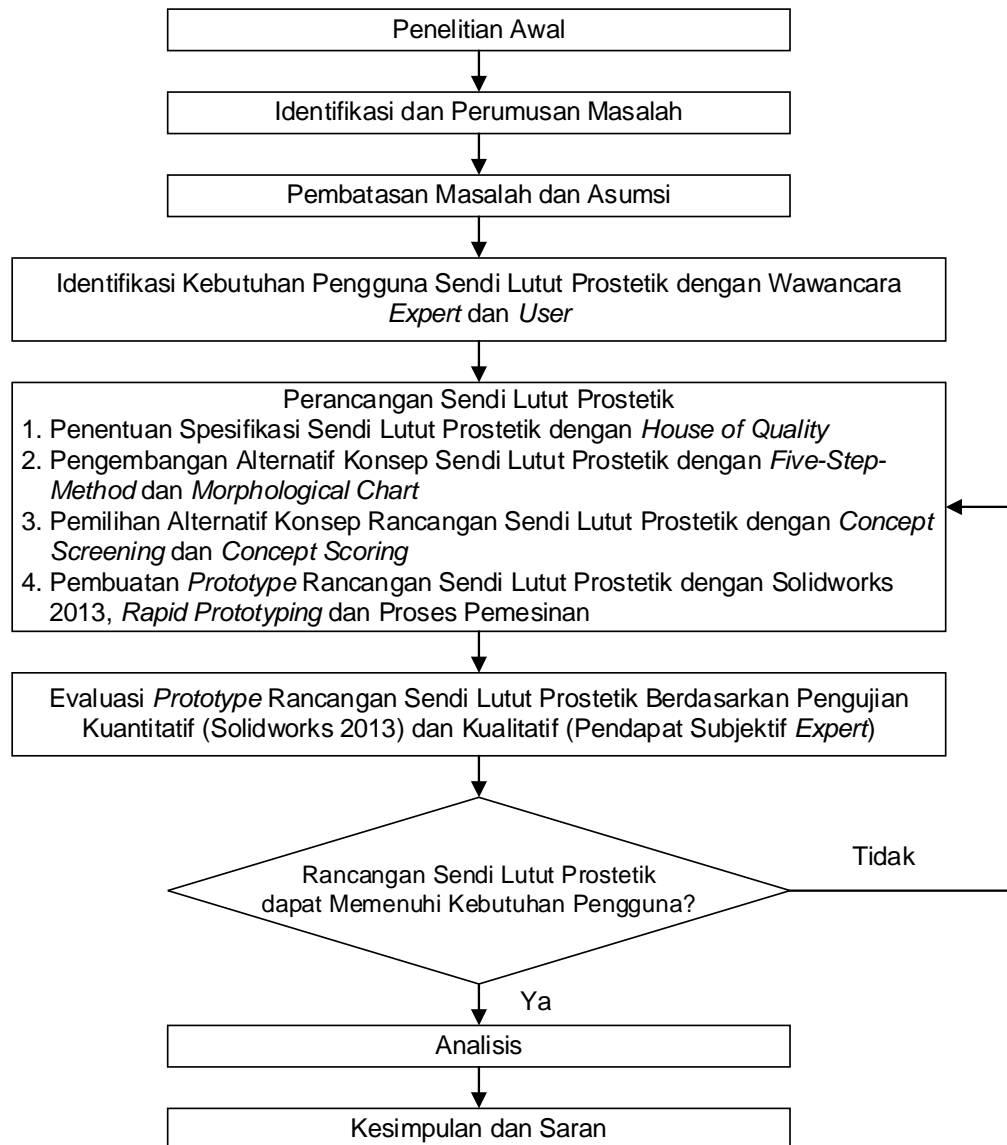 Penelitian Awal
Identifikasi dan Perumusan Masalah
Pembatasan Masalah dan Asumsi
Identifikasi Kebutuhan Pengguna Sendi Lutut Prostetik dengan Wawancara
Expert dan User
Perancangan Sendi Lutut Prostetik
1. Penentuan Spesifikasi Sendi Lutut Prostetik dengan House of Quality
2. Pengembangan Alternatif Konsep Sendi Lutut Prostetik dengan Five-Step-
Method dan Morphological Chart
3. Pemilihan Alternatif Konsep Rancangan Sendi Lutut Prostetik dengan Concept
Screening dan Concept Scoring
4. Pembuatan Prototype Rancangan Sendi Lutut Prostetik dengan Solidworks
2013, Rapid Prototyping dan Proses Pemesinan
Evaluasi Prototype Rancangan Sendi Lutut Prostetik Berdasarkan Pengujian
Kuantitatif (Solidworks 2013) dan Kualitatif (Pendapat Subjektif Expert)
Rancangan Sendi Lutut Prostetik
dapat Memenuhi Kebutuhan Pengguna?
Tidak
Ya
Analisis
Kesimpulan dan Saran